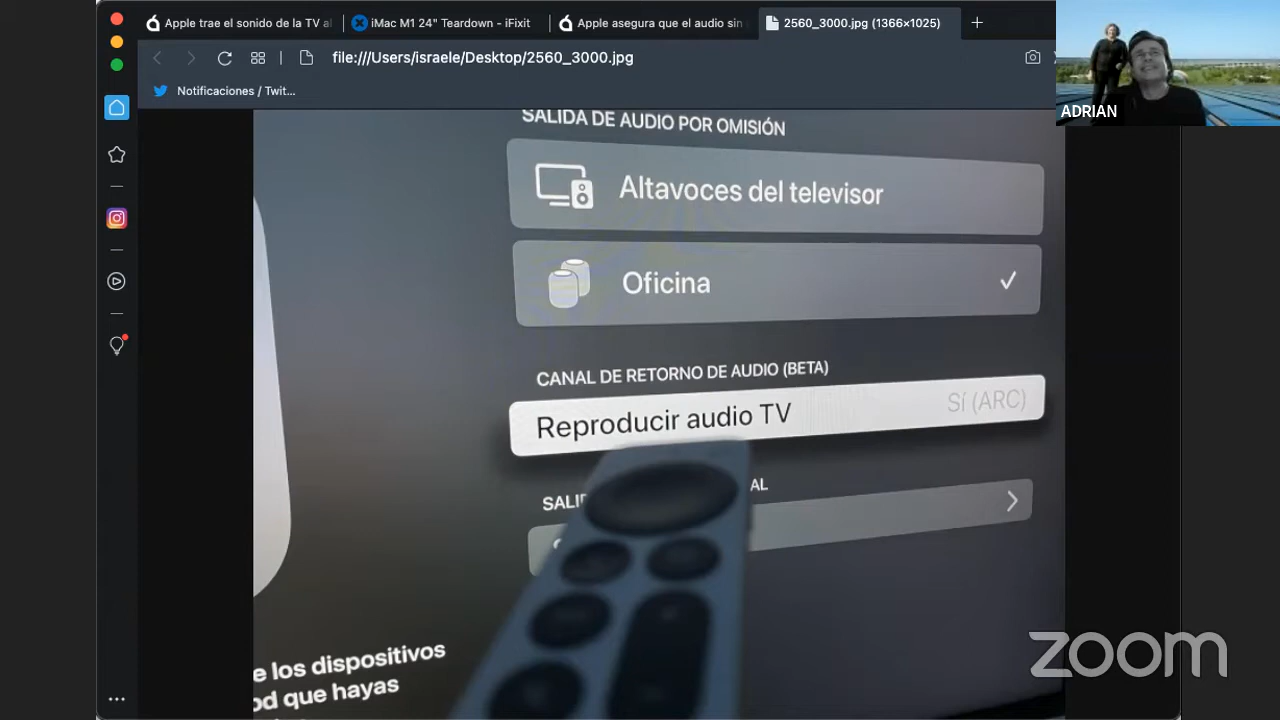 Apple trae el sonido de la TV al
iMac M1 24" Teardown - iFixit
Apple asegura que el audio sin
2560_3000.jpg (1366×1025)
file:///Users/israele/Desktop/2560_3000.jpg
Notificaciones / Twit...
ADRIAN
SALIDA DE AUDIO POR OMISIÓN
Altavoces del televisor
Oficina
CANAL DE RETORNO DE AUDIO (BETA)
Reproducir audio TV
Sí (ARC)
SALI
AL
e los dispositivos
od que hayas
zoom